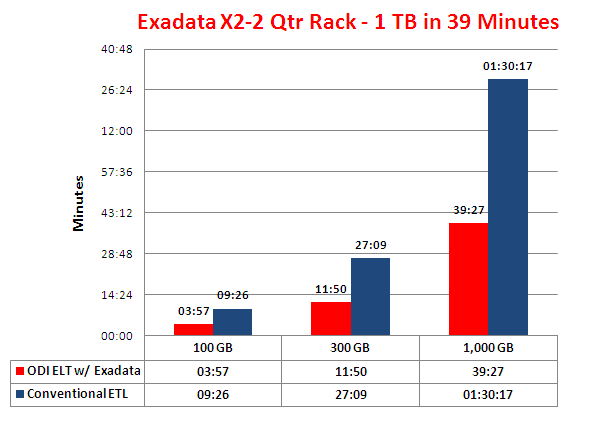 Exadata X2-2 Qtr Rack - 1 TB in 39 Minutes
40:48
26:24
12:00
57:36
43:12
28:48
14:24
00:00
Minutes
03:57
09:26
11:50
27:09
39:27
01:30:17
100 GB 300 GB 1,000 GB
ODI ELT w/ Exadata 03:57 11:50 39:27
Conventional ETL 09:26 27:09 01:30:17